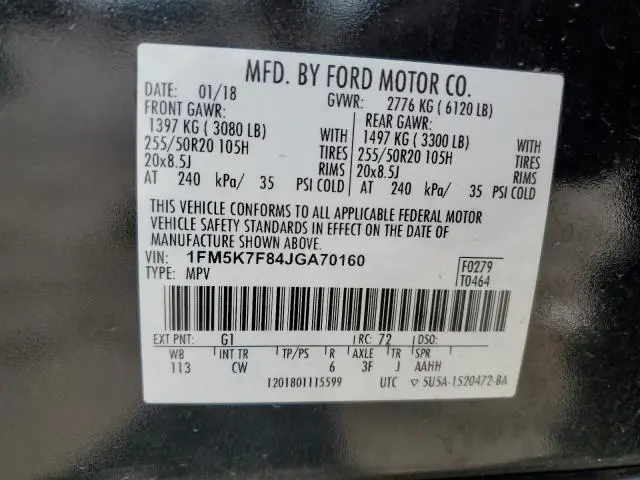 MFD. BY FORD MOTOR CO.
DATE: 01/18 GVWR: 2776 KG ( 6120 LB)
FRONT GAWR: REAR GAWR:
1397 KG ( 3080 LB) WITH 1497 KG ( 3300 LB) WITH
255/50R20 105H TIRES 255/50R20 105H TIRES
20x8.5J RIMS 20x8.5J RIMS
AT 240 kPa/ 35 PSI COLD AT 240 kPa/ 35 PSI COLD
THIS VEHICLE CONFORMS TO ALL APPLICABLE FEDERAL MOTOR
VEHICLE SAFETY STANDARDS IN EFFECT ON THE DATE OF
MANUFACTURE SHOWN ABOVE.
VIN: 1FM5K7F84JGA70160 F0279
TYPE: MPV T0464
EXT PNT: G1 RC: 72 DSO:
WB INT TR TP/PS R AXLE TR SPR
113 CW 6 3F J AAHH
1201801115599 UTC ▽ 5U5A-1520472-BA